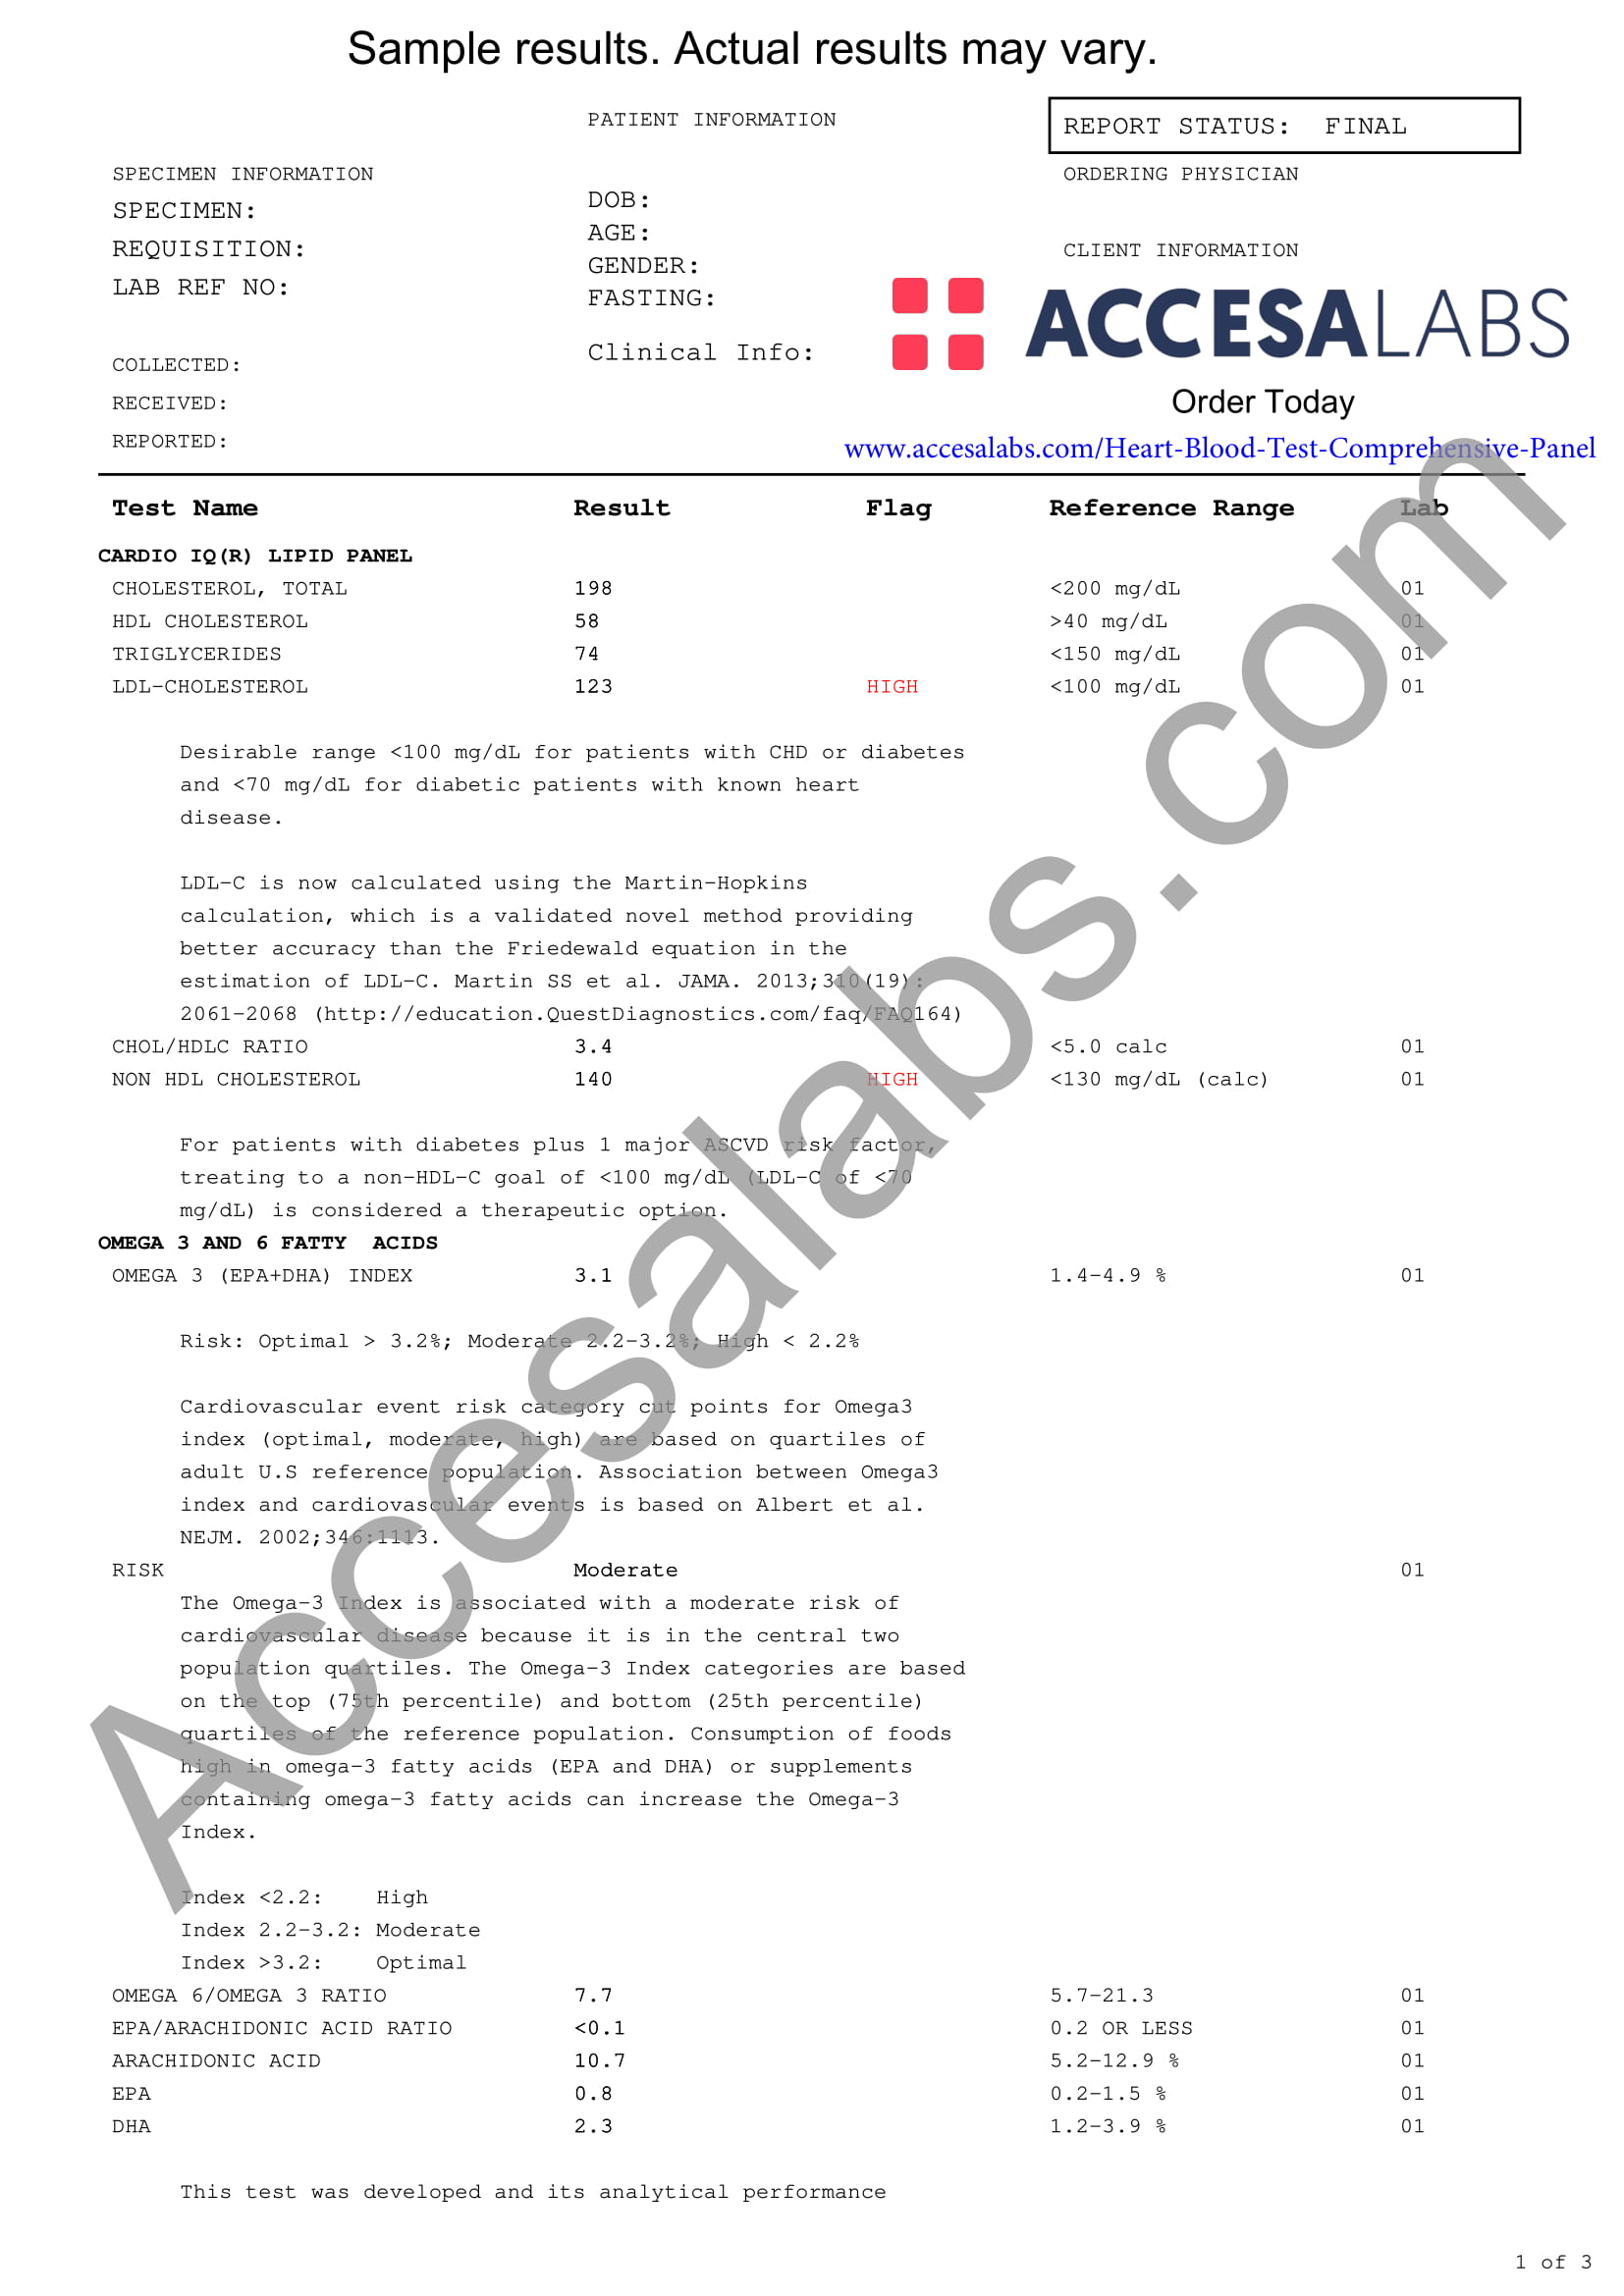 Sample results. Actual results may vary.
PATIENT INFORMATION
REPORT STATUS: FINAL
SPECIMEN INFORMATION
ORDERING PHYSICIAN
SPECIMEN:
DOB:
REQUISITION:
AGE:
CLIENT INFORMATION
GENDER:
LAB REF NO:
FASTING:
ACCESALABS
Clinical Info:
COLLECTED:
Order Today
RECEIVED:
REPORTED:
www.accesalabs.com/Heart-Blood-Test-Comprehensive-Panel
Test Name Result Flag Reference Range Lab
CARDIO IQ(R) LIPID PANEL
CHOLESTEROL, TOTAL 198 <200 mg/dL 01
HDL CHOLESTEROL 58 >40 mg/dL 01
TRIGLYCERIDES 74 <150 mg/dL 01
LDL-CHOLESTEROL 123 HIGH <100 mg/dL 01
Desirable range <100 mg/dL for patients with CHD or diabetes
and <70 mg/dL for diabetic patients with known heart
disease.
LDL-C is now calculated using the Martin-Hopkins
calculation, which is a validated novel method providing
better accuracy than the Friedewald equation in the
estimation of LDL-C. Martin SS et al. JAMA. 2013;310(19):
2061-2068 (http://education.QuestDiagnostics.com/faq/FAQ164)
CHOL/HDLC RATIO 3.4 <5.0 calc 01
NON HDL CHOLESTEROL 140 HIGH <130 mg/dL (calc) 01
For patients with diabetes plus 1 major ASCVD risk factor,
treating to a non-HDL-C goal of <100 mg/dL (LDL-C of <70
mg/dL) is considered a therapeutic option.
OMEGA 3 AND 6 FATTY ACIDS
OMEGA 3 (EPA+DHA) INDEX 3.1 1.4-4.9 % 01
Risk: Optimal > 3.2%; Moderate 2.2-3.2%; High < 2.2%
Cardiovascular event risk category cut points for Omega3
index (optimal, moderate, high) are based on quartiles of
adult U.S reference population. Association between Omega3
index and cardiovascular events is based on Albert et al.
NEJM. 2002;346:1113.
RISK Moderate 01
The Omega-3 Index is associated with a moderate risk of
cardiovascular disease because it is in the central two
population quartiles. The Omega-3 Index categories are based
on the top (75th percentile) and bottom (25th percentile)
quartiles of the reference population. Consumption of foods
high in omega-3 fatty acids (EPA and DHA) or supplements
containing omega-3 fatty acids can increase the Omega-3
Index.
Index <2.2: High
Index 2.2-3.2: Moderate
Index >3.2: Optimal
OMEGA 6/OMEGA 3 RATIO 7.7 5.7-21.3 01
EPA/ARACHIDONIC ACID RATIO <0.1 0.2 OR LESS 01
ARACHIDONIC ACID 10.7 5.2-12.9 % 01
EPA 0.8 0.2-1.5 % 01
DHA 2.3 1.2-3.9 % 01
This test was developed and its analytical performance
1 of 3
Accesalabs.com